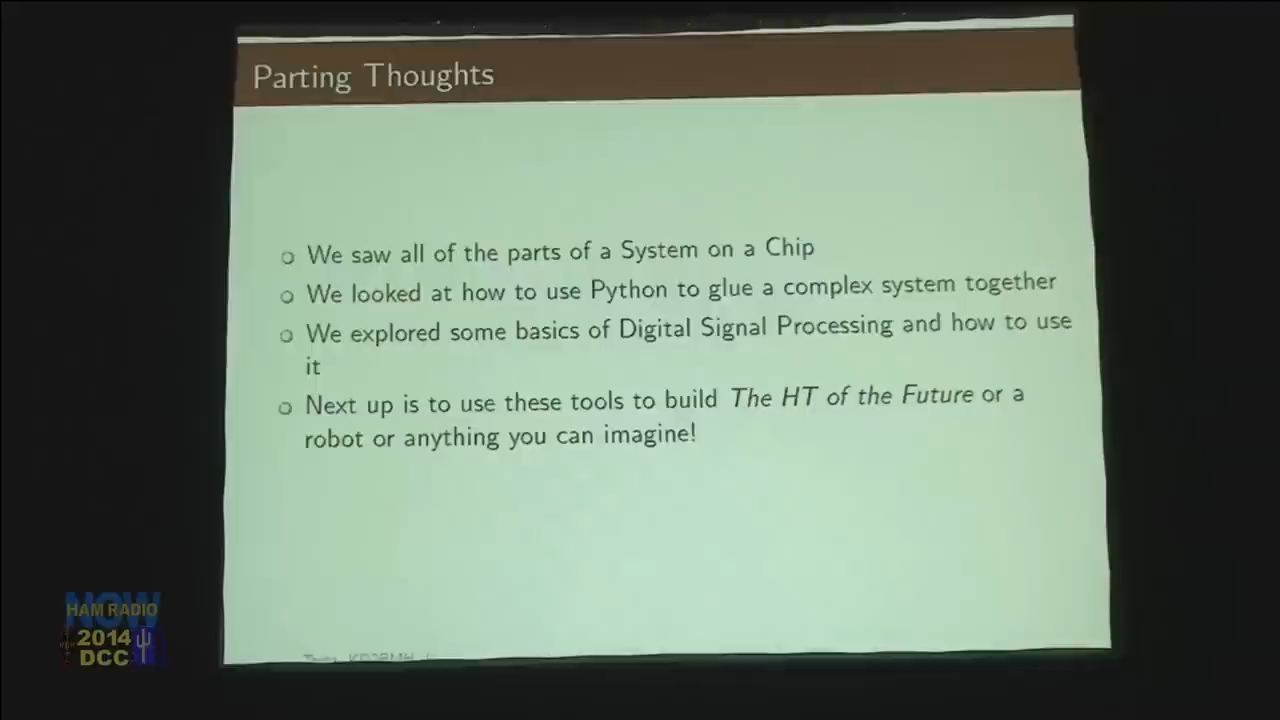 Parting Thoughts
We saw all of the parts of a System on a Chip
We looked at how to use Python to glue a complex system together
We explored some basics of Digital Signal Processing and how to use
it
Next up is to use these tools to build The HT of the Future or a
robot or anything you can imagine!
NOW
HAM RADIO
2014
DCC